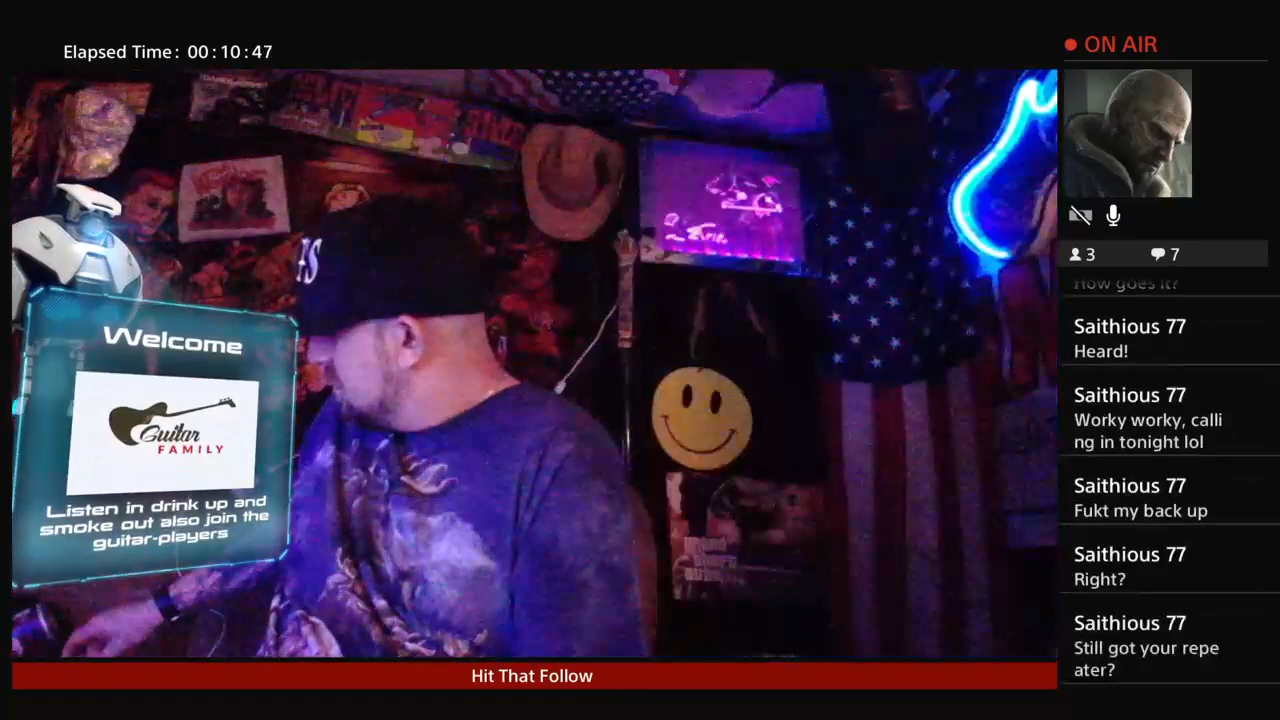 Elapsed Time: 00:10:47
ON AIR
3
7
How goes it?
Saithious 77
Heard!
Saithious 77
Worky worky, calli
ng in tonight lol
Saithious 77
Fukt my back up
Saithious 77
Right?
Saithious 77
Still got your repe
ater?
Welcome
Guitar
FAMILY
Listen in drink up and
smoke out also join the
guitar-players
Hit That Follow